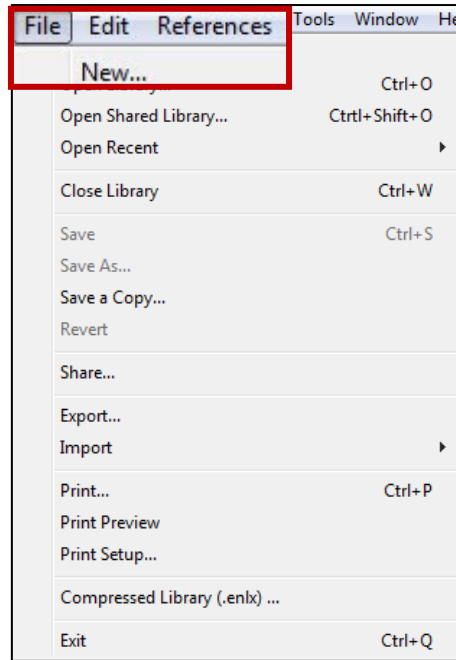 File Edit References Tools Window He
New...
Open Library... Ctrl+O
Open Shared Library... Ctrtl+Shift+O
Open Recent
Close Library Ctrl+W
Save Ctrl+S
Save As...
Save a Copy...
Revert
Share...
Export...
Import
Print... Ctrl+P
Print Preview
Print Setup...
Compressed Library (.enlx) ...
Exit Ctrl+Q